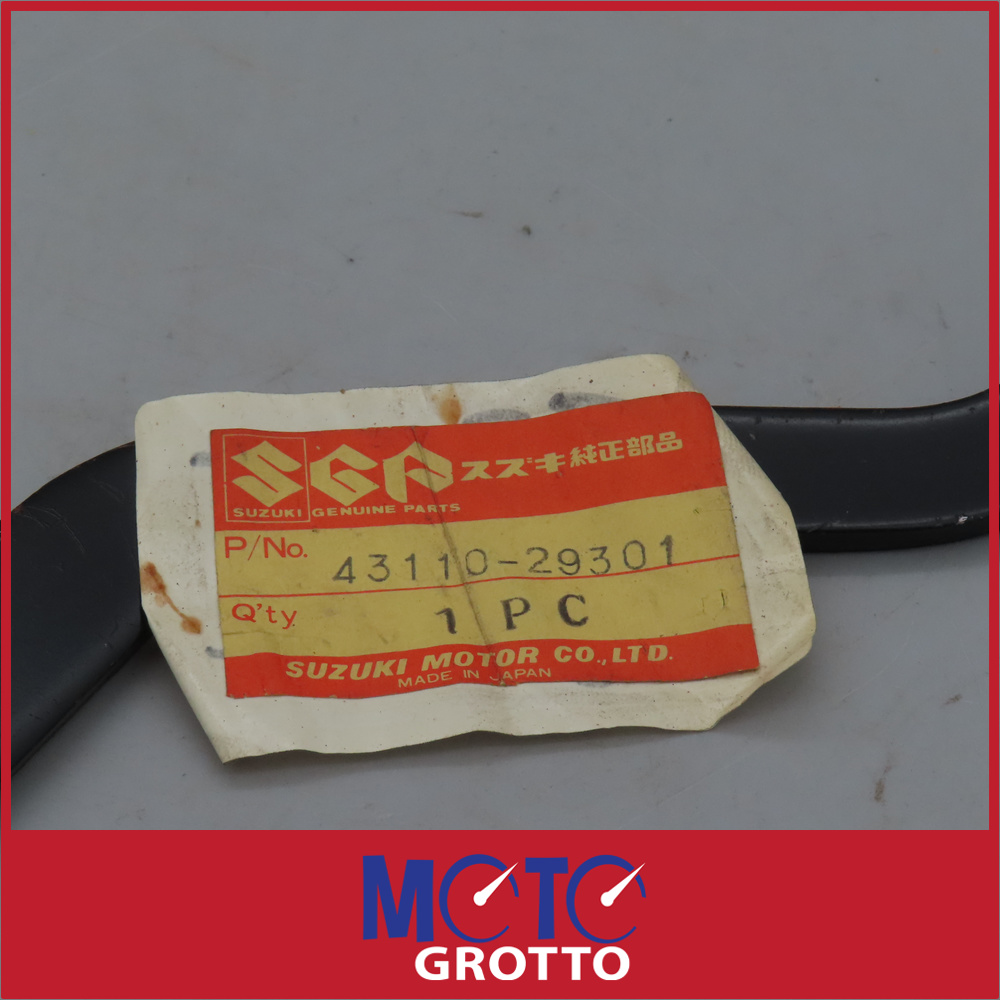 SGP スズキ純正部品
SUZUKI GENUINE PARTS
P/No. 43110-29301
Q'ty 1 PC
SUZUKI MOTOR CO.,LTD.
MADE IN JAPAN
MOTO
GROTTO